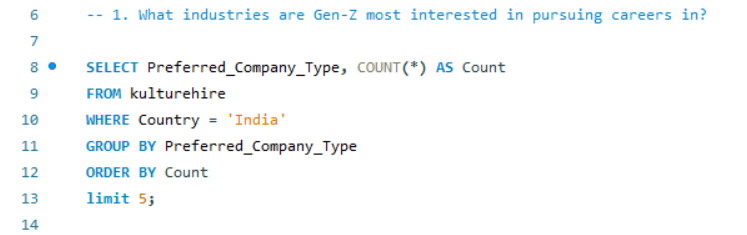 6 -- 1. What industries are Gen-Z most interested in pursuing careers in?
7
8 SELECT Preferred_Company_Type, COUNT(*) AS Count
9 FROM kulturehire
10 WHERE Country = 'India'
11 GROUP BY Preferred_Company_Type
12 ORDER BY Count
13 limit 5;
14